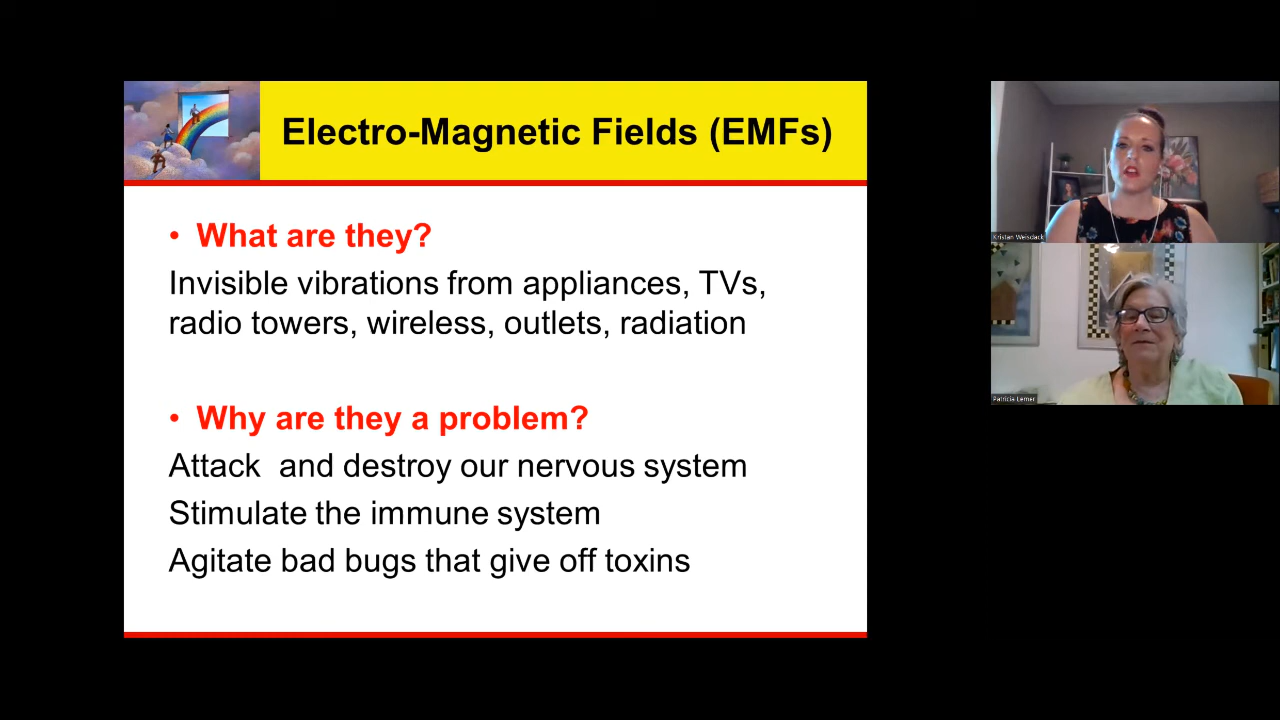 Electro-Magnetic Fields (EMFs)
• What are they?
Invisible vibrations from appliances, TVs,
radio towers, wireless, outlets, radiation
• Why are they a problem?
Attack  and destroy our nervous system
Stimulate the immune system
Agitate bad bugs that give off toxins
Kristan Weisdack
Patricia Lemer